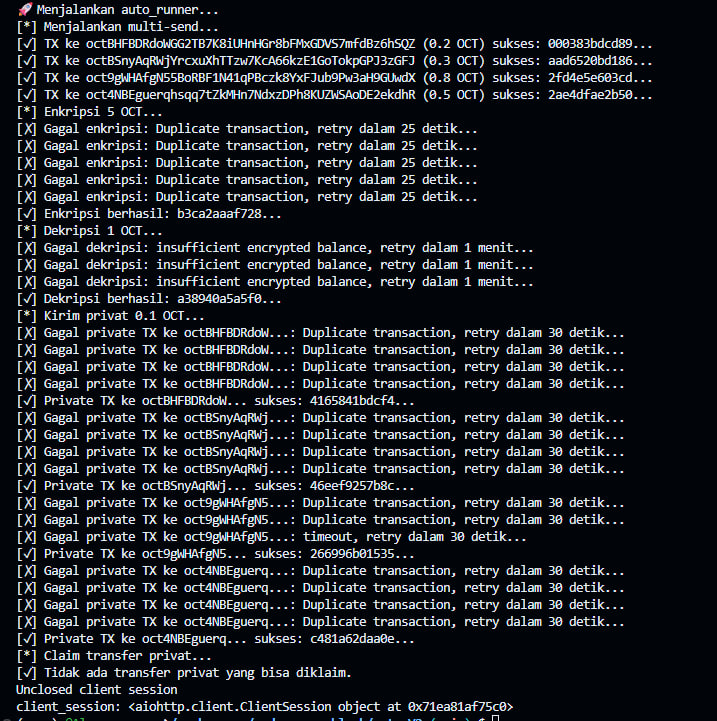 🚀 Menjalankan auto_runner...
[*] Menjalankan multi-send...
[√] TX ke octBHFBDRdoWGG2TB7K8iUHnHGr8bFMxGDVS7mfdBz6hSQZ (0.2 OCT) sukses: 000383bdcd89...
[√] TX ke octBSnyAqRWjYrcxuXhTTzw7KcA66kzE1GoTokpGPJ3zGFJ (0.3 OCT) sukses: aad6520bd186...
[√] TX ke oct9gWHAfgN55BoRBF1N41qPBczk8YxFJub9Pw3aH9GUwdX (0.8 OCT) sukses: 2fd4e5e603cd...
[√] TX ke oct4NBEguerqhsqq7tZkMHn7NdxzDPh8KUZWSAoDE2ekdhR (0.5 OCT) sukses: 2ae4dfae2b50...
[*] Enkripsi 5 OCT...
[X] Gagal enkripsi: Duplicate transaction, retry dalam 25 detik...
[X] Gagal enkripsi: Duplicate transaction, retry dalam 25 detik...
[X] Gagal enkripsi: Duplicate transaction, retry dalam 25 detik...
[X] Gagal enkripsi: Duplicate transaction, retry dalam 25 detik...
[X] Gagal enkripsi: Duplicate transaction, retry dalam 25 detik...
[√] Enkripsi berhasil: b3ca2aaaf728...
[*] Dekripsi 1 OCT...
[X] Gagal dekripsi: insufficient encrypted balance, retry dalam 1 menit...
[X] Gagal dekripsi: insufficient encrypted balance, retry dalam 1 menit...
[X] Gagal dekripsi: insufficient encrypted balance, retry dalam 1 menit...
[√] Dekripsi berhasil: a38940a5a5f0...
[*] Kirim privat 0.1 OCT...
[X] Gagal private TX ke octBHFBDRdoW...: Duplicate transaction, retry dalam 30 detik...
[X] Gagal private TX ke octBHFBDRdoW...: Duplicate transaction, retry dalam 30 detik...
[X] Gagal private TX ke octBHFBDRdoW...: Duplicate transaction, retry dalam 30 detik...
[X] Gagal private TX ke octBHFBDRdoW...: Duplicate transaction, retry dalam 30 detik...
[√] Private TX ke octBHFBDRdoW... sukses: 4165841bdcf4...
[X] Gagal private TX ke octBSnyAqRWj...: Duplicate transaction, retry dalam 30 detik...
[X] Gagal private TX ke octBSnyAqRWj...: Duplicate transaction, retry dalam 30 detik...
[X] Gagal private TX ke octBSnyAqRWj...: Duplicate transaction, retry dalam 30 detik...
[X] Gagal private TX ke octBSnyAqRWj...: Duplicate transaction, retry dalam 30 detik...
[√] Private TX ke octBSnyAqRWj... sukses: 46eef9257b8c...
[X] Gagal private TX ke oct9gWHAfgN5...: Duplicate transaction, retry dalam 30 detik...
[X] Gagal private TX ke oct9gWHAfgN5...: Duplicate transaction, retry dalam 30 detik...
[X] Gagal private TX ke oct9gWHAfgN5...: timeout, retry dalam 30 detik...
[√] Private TX ke oct9gWHAfgN5... sukses: 266996b01535...
[X] Gagal private TX ke oct4NBEguerq...: Duplicate transaction, retry dalam 30 detik...
[X] Gagal private TX ke oct4NBEguerq...: Duplicate transaction, retry dalam 30 detik...
[X] Gagal private TX ke oct4NBEguerq...: Duplicate transaction, retry dalam 30 detik...
[X] Gagal private TX ke oct4NBEguerq...: Duplicate transaction, retry dalam 30 detik...
[√] Private TX ke oct4NBEguerq... sukses: c481a62daa0e...
[*] Claim transfer privat...
[√] Tidak ada transfer privat yang bisa diklaim.
Unclosed client session
client_session: <aiohttp.client.ClientSession object at 0x71ea81af75c0>